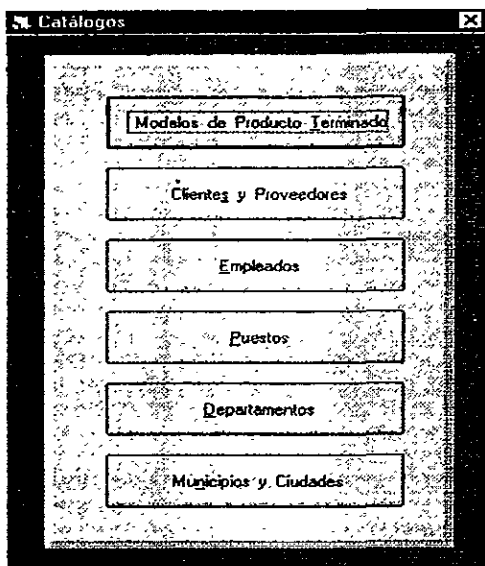 Catálogos
Modelos de Producto Terminado
Clientes y Proveedores
Empleados
Puestos
Departamentos
Municipios y Ciudades